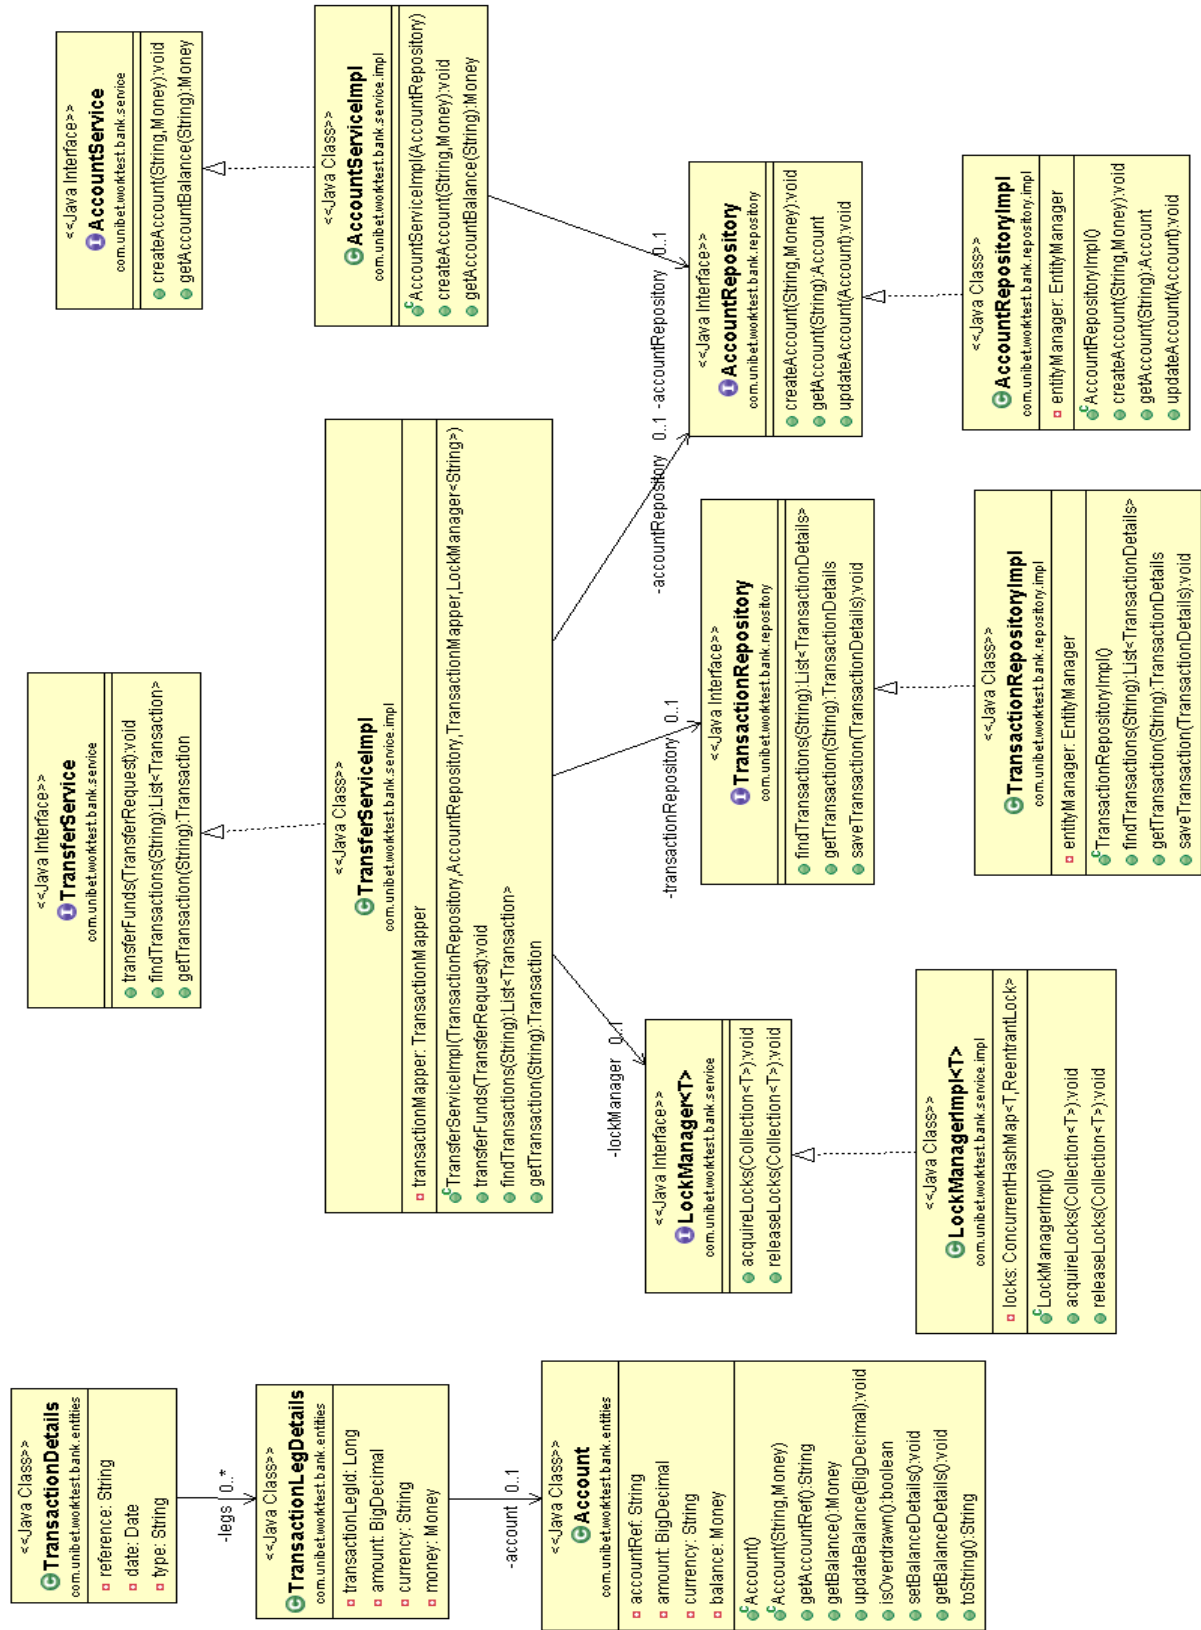 <<Java Class>>
TransactionDetails
com.unibet.worktest.bank.entities
reference: String
date: Date
type: String
-legs 0..*
<<Java Class>>
TransactionLegDetails
com.unibet.worktest.bank.entities
transactionLegId: Long
amount: BigDecimal
currency: String
money: Money
-account 0..1
<<Java Class>>
Account
com.unibet.worktest.bank.entities
accountRef: String
amount: BigDecimal
currency: String
balance: Money
Account()
Account(String,Money)
getAccountRef():String
getBalance():Money
updateBalance(BigDecimal):void
isOverdrawn():boolean
setBalanceDetails():void
getBalanceDetails():void
toString():String
<<Java Interface>>
TransferService
com.unibet.worktest.bank.service
transferFunds(TransferRequest):void
findTransactions(String):List<Transaction>
getTransaction(String):Transaction
<<Java Class>>
TransferServiceImpl
com.unibet.worktest.bank.service.impl
transactionMapper: TransactionMapper
TransferServiceImpl(TransactionRepository,AccountRepository,TransactionMapper,LockManager<String>)
transferFunds(TransferRequest):void
findTransactions(String):List<Transaction>
getTransaction(String):Transaction
-lockManager 0..1
<<Java Interface>>
LockManager<T>
com.unibet.worktest.bank.service
acquireLocks(Collection<T>):void
releaseLocks(Collection<T>):void
<<Java Class>>
LockManagerImpl<T>
com.unibet.worktest.bank.service.impl
locks: ConcurrentHashMap<T,ReentrantLock>
LockManagerImpl()
acquireLocks(Collection<T>):void
releaseLocks(Collection<T>):void
-transactionRepository 0..1
<<Java Interface>>
TransactionRepository
com.unibet.worktest.bank.repository
findTransactions(String):List<TransactionDetails>
getTransaction(String):TransactionDetails
saveTransaction(TransactionDetails):void
<<Java Class>>
TransactionRepositoryImpl
com.unibet.worktest.bank.repository.impl
entityManager: EntityManager
TransactionRepositoryImpl()
findTransactions(String):List<TransactionDetails>
getTransaction(String):TransactionDetails
saveTransaction(TransactionDetails):void
<<Java Interface>>
AccountService
com.unibet.worktest.bank.service
createAccount(String,Money):void
getAccountBalance(String):Money
<<Java Class>>
AccountServiceImpl
com.unibet.worktest.bank.service.impl
AccountServiceImpl(AccountRepository)
createAccount(String,Money):void
getAccountBalance(String):Money
-accountRepository 0..1
-accountRepository 0..1
<<Java Interface>>
AccountRepository
com.unibet.worktest.bank.repository
createAccount(String,Money):void
getAccount(String):Account
updateAccount(Account):void
<<Java Class>>
AccountRepositoryImpl
com.unibet.worktest.bank.repository.impl
entityManager: EntityManager
AccountRepositoryImpl()
createAccount(String,Money):void
getAccount(String):Account
updateAccount(Account):void